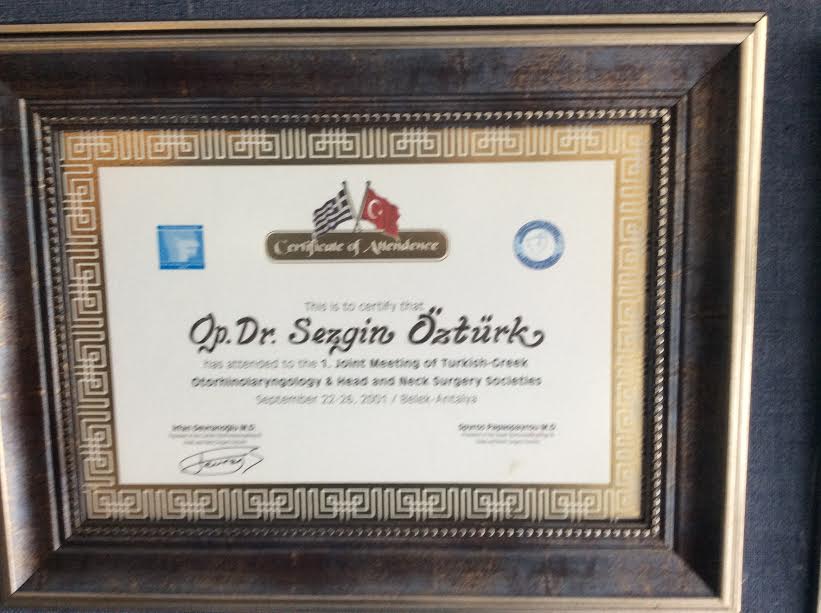 Certificate of Attendence
This is to certify that
Op.Dr. Sezgin Öztürk
has attended to the 1. Joint Meeting of Turkish-Greek
Otorhinolaryngology & Head and Neck Surgery Societies
September 22-26, 2001 / Belek-Antalya
M.D.
M.D.